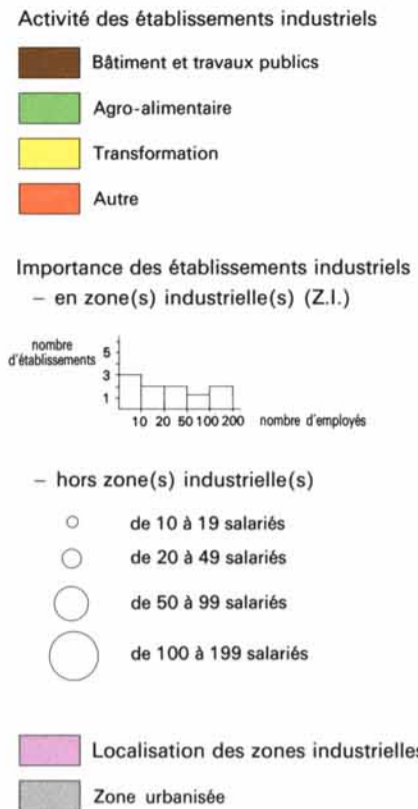 Activité des établissements industriels
Bâtiment et travaux publics
Agro-alimentaire
Transformation
Autre
Importance des établissements industriels
– en zone(s) industrielle(s) (Z.I.)
nombre
d'établissements
5
3
1
10 20 50 100 200 nombre d'employés
– hors zone(s) industrielle(s)
de 10 à 19 salariés
de 20 à 49 salariés
de 50 à 99 salariés
de 100 à 199 salariés
Localisation des zones industrielles
Zone urbanisée